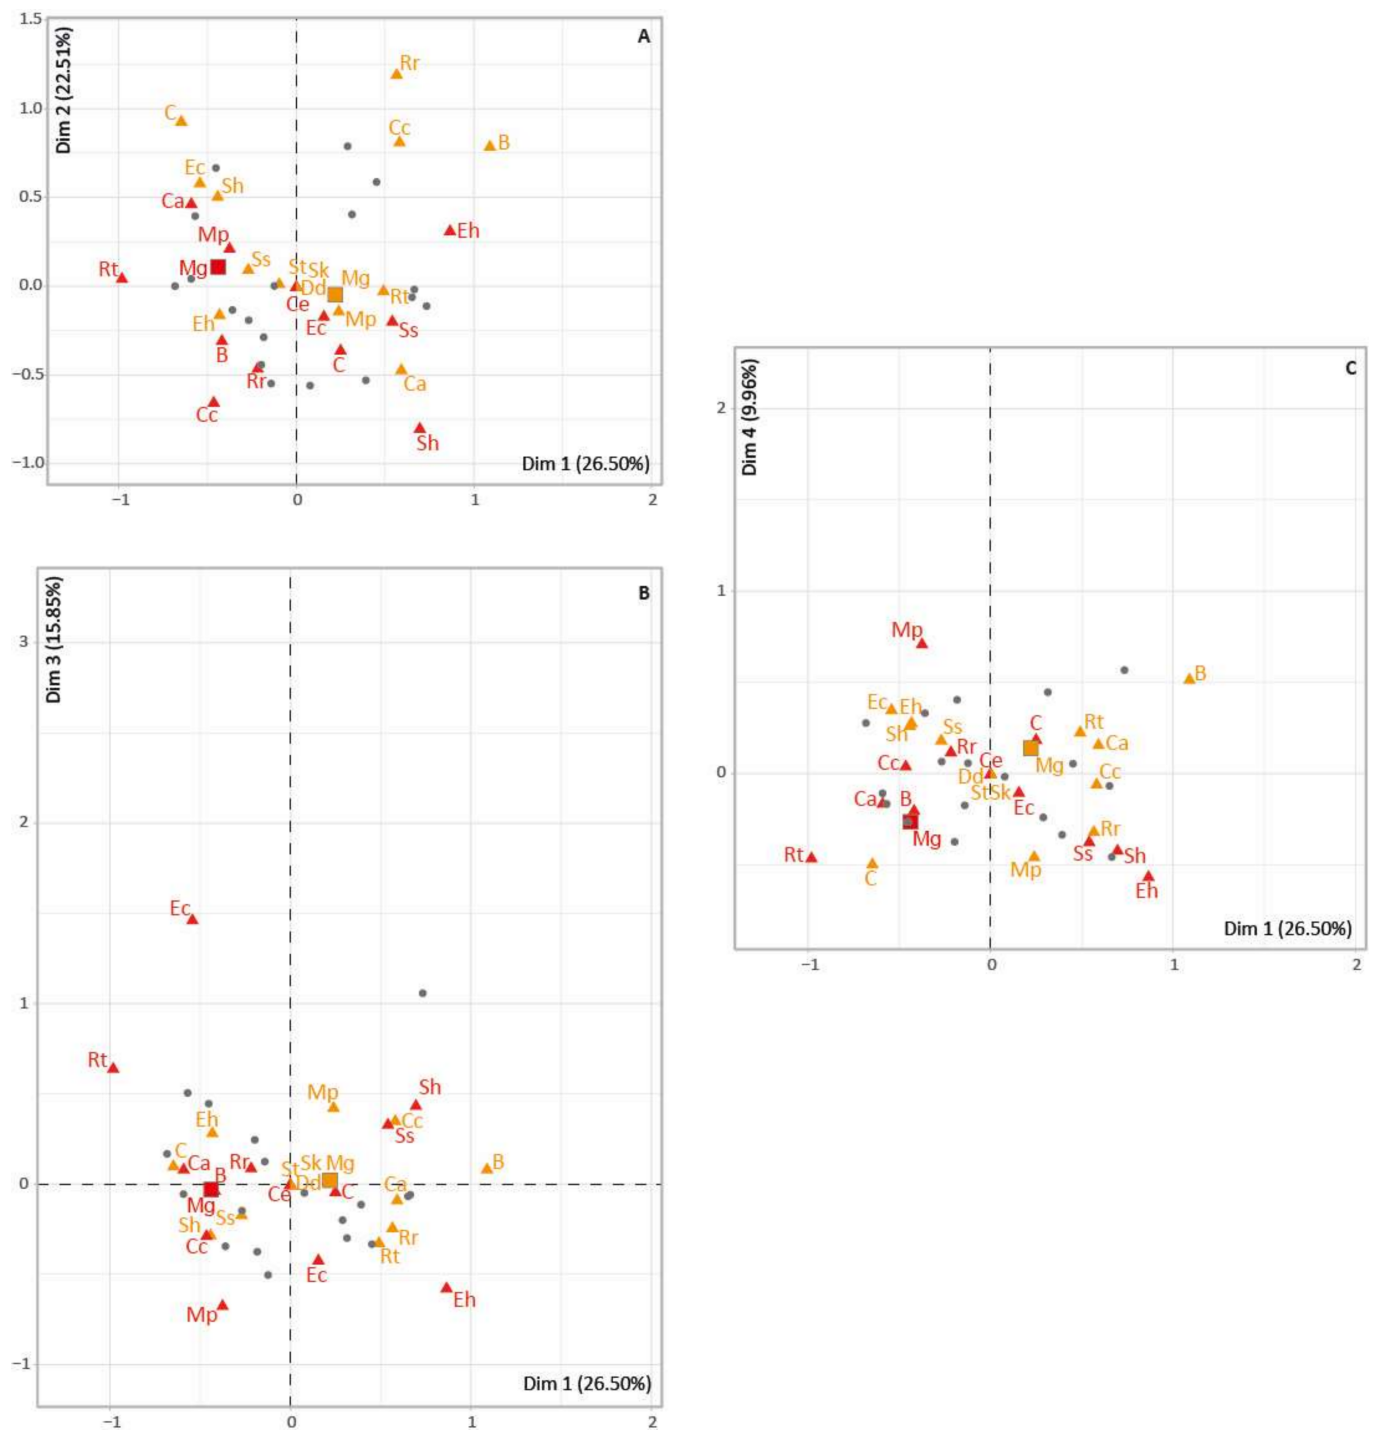 A
Dim 2 (22.51%)
1.5
1.0
0.5
0.0
−0.5
−1.0
Rr
C
Cc
B
Ec
Sh
Ca
Eh
Mp
Ss
St
Sk
Rt
Mg
Mg
Dd
Rt
Ce
Eh
Ec
Mp
Ss
B
C
Rr
Ca
Cc
Sh
Dim 1 (26.50%)
−1
0
1
2
B
Dim 3 (15.85%)
3
2
1
0
−1
Ec
Rt
Mp
Sh
Eh
Cc
Ss
C
Ca
Rr
St
Sk
Mg
B
B
Dd
Ca
Mg
Ce
C
Sh
Ss
Cc
Rr
Rt
Ec
Mp
Eh
Dim 1 (26.50%)
−1
0
1
2
C
Dim 4 (9.96%)
2
1
0
Mp
B
Ec
Eh
C
Rt
Sh
Ss
Rr
Ca
Cc
Ce
Mg
Cc
Dd
Ca
B
St
Sk
Ec
Mg
Rr
Rt
Ss
Sh
C
Mp
Eh
Dim 1 (26.50%)
−1
0
1
2